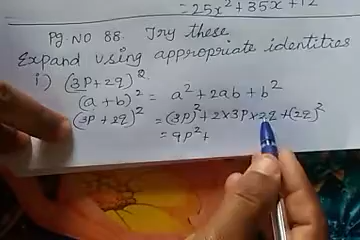 = 25x² + 35x + 12
Pg. NO 88. Try these.
Expand using appropriate identities
i) (3P+2q)²
(a+b)² = a² + 2ab + b²
(3P+2q)² = (3P)² + 2×3P×2q + (2q)²
= 9P² +